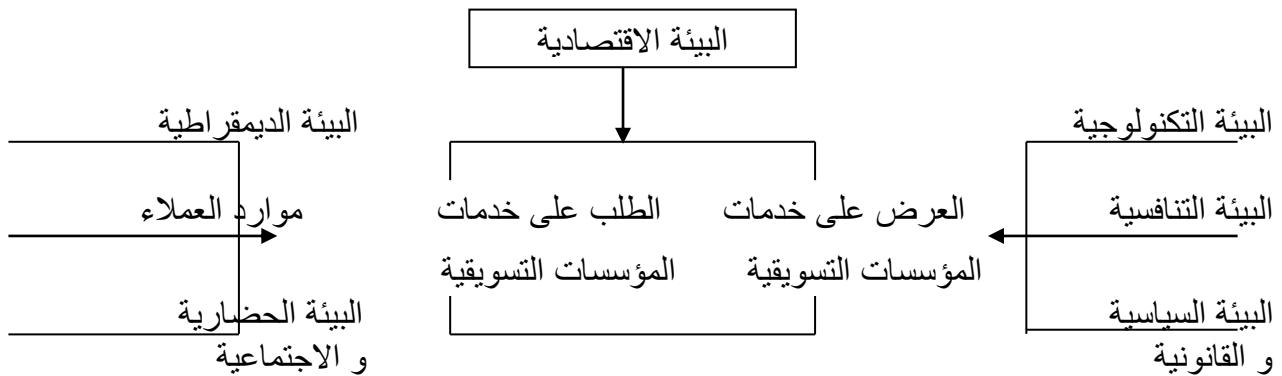 البيئة الاقتصادية
البيئة التكنولوجية
البيئة الديمقراطية
البيئة التنافسية
العرض على خدمات
الطلب على خدمات
موارد العملاء
المؤسسات التسويقية
المؤسسات التسويقية
البيئة السياسية
و القانونية
البيئة الحضارية
و الاجتماعية